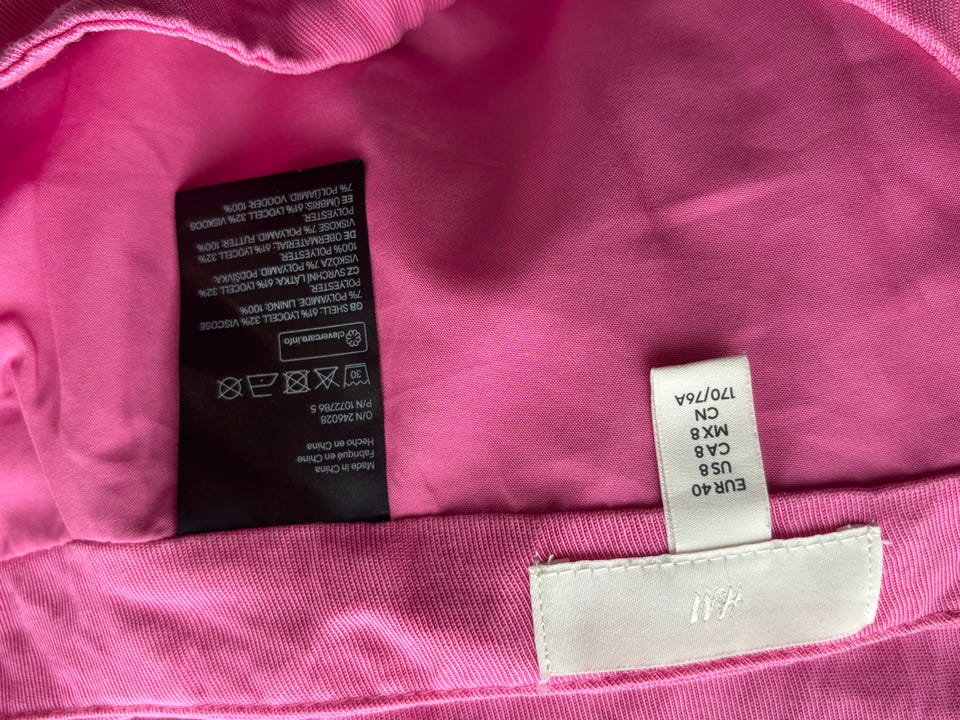 Made in China
Fabriqué en Chine
Hecho en China
O/N 246028
P/N 1072786 5
30
clevercare.info
GB SHELL: 61% LYOCELL 32% VISCOSE
7% POLYAMIDE. LINING: 100%
POLYESTER.
CZ SVRCHNÍ LÁTKA: 61% LYOCELL 32%
VISKÓZA 7% POLYAMID. PODŠÍVKA:
100% POLYESTER.
DE OBERMATERIAL: 61% LYOCELL 32%
VISKOSE 7% POLYAMID. FUTTER: 100%
POLYESTER.
EE ÜMBRIS: 61% LYOCELL 32% VISKOOS
7% POLÜAMIID. VOODER: 100%
H&M
EUR 40
US 8
CA 8
MX 8
CN
170/76A